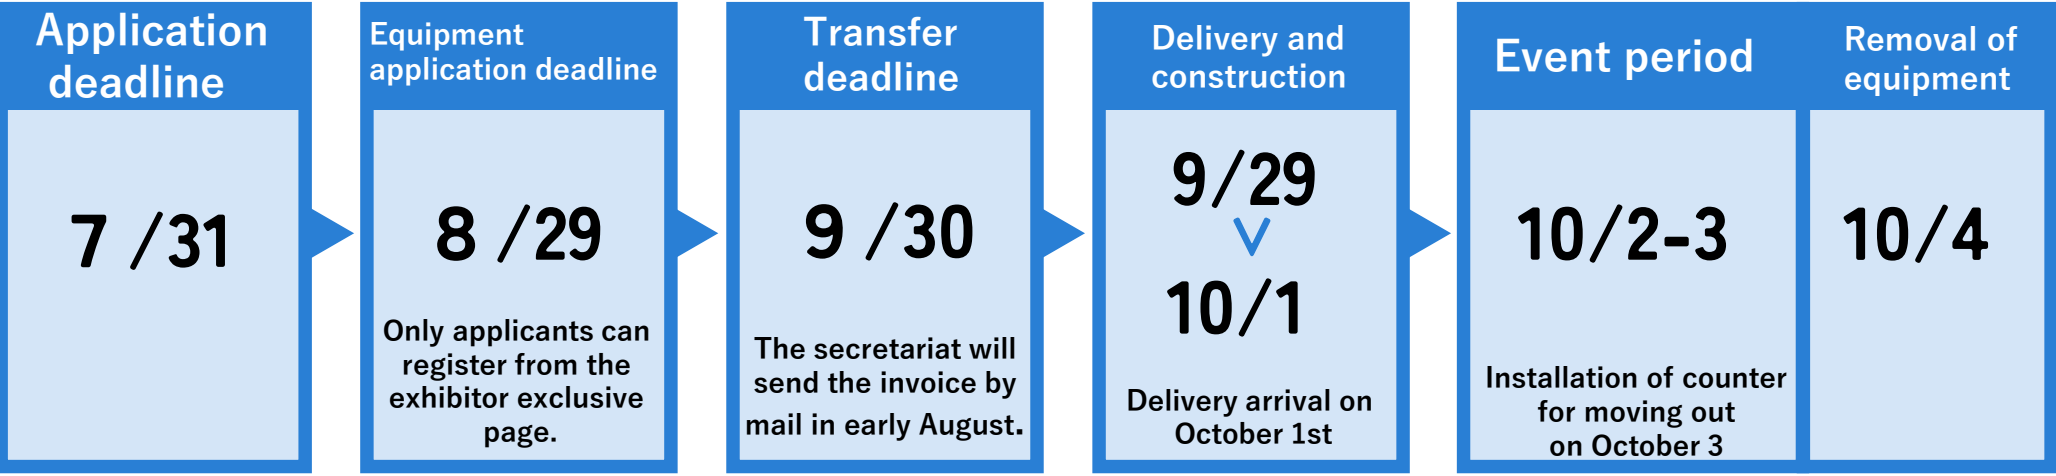 Application
deadline
7 /31
Equipment
application deadline
8 /29
Only applicants can
register from the
exhibitor exclusive
page.
Transfer
deadline
9 /30
The secretariat will
send the invoice by
mail in early August.
Delivery and
construction
9/29
10/1
Delivery arrival on
October 1st
Event period
10/2-3
Installation of counter
for moving out
on October 3
Removal of
equipment
10/4